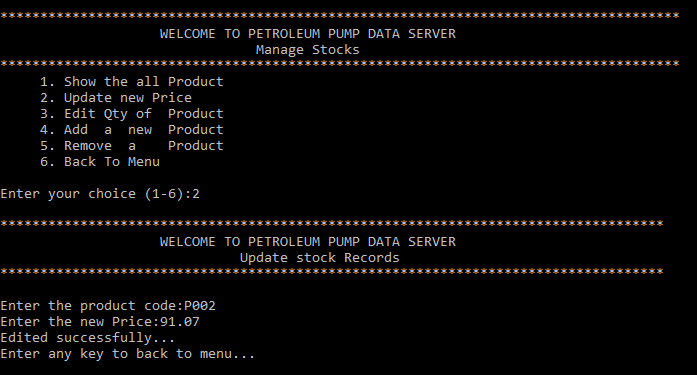 *************************************************************************************
WELCOME TO PETROLEUM PUMP DATA SERVER
Manage Stocks
*************************************************************************************
1. Show the all Product
2. Update new Price
3. Edit Qty of  Product
4. Add  a  new  Product
5. Remove  a    Product
6. Back To Menu
Enter your choice (1-6):2
***********************************************************************************
WELCOME TO PETROLEUM PUMP DATA SERVER
Update stock Records
***********************************************************************************
Enter the product code:P002
Enter the new Price:91.07
Edited successfully...
Enter any key to back to menu...